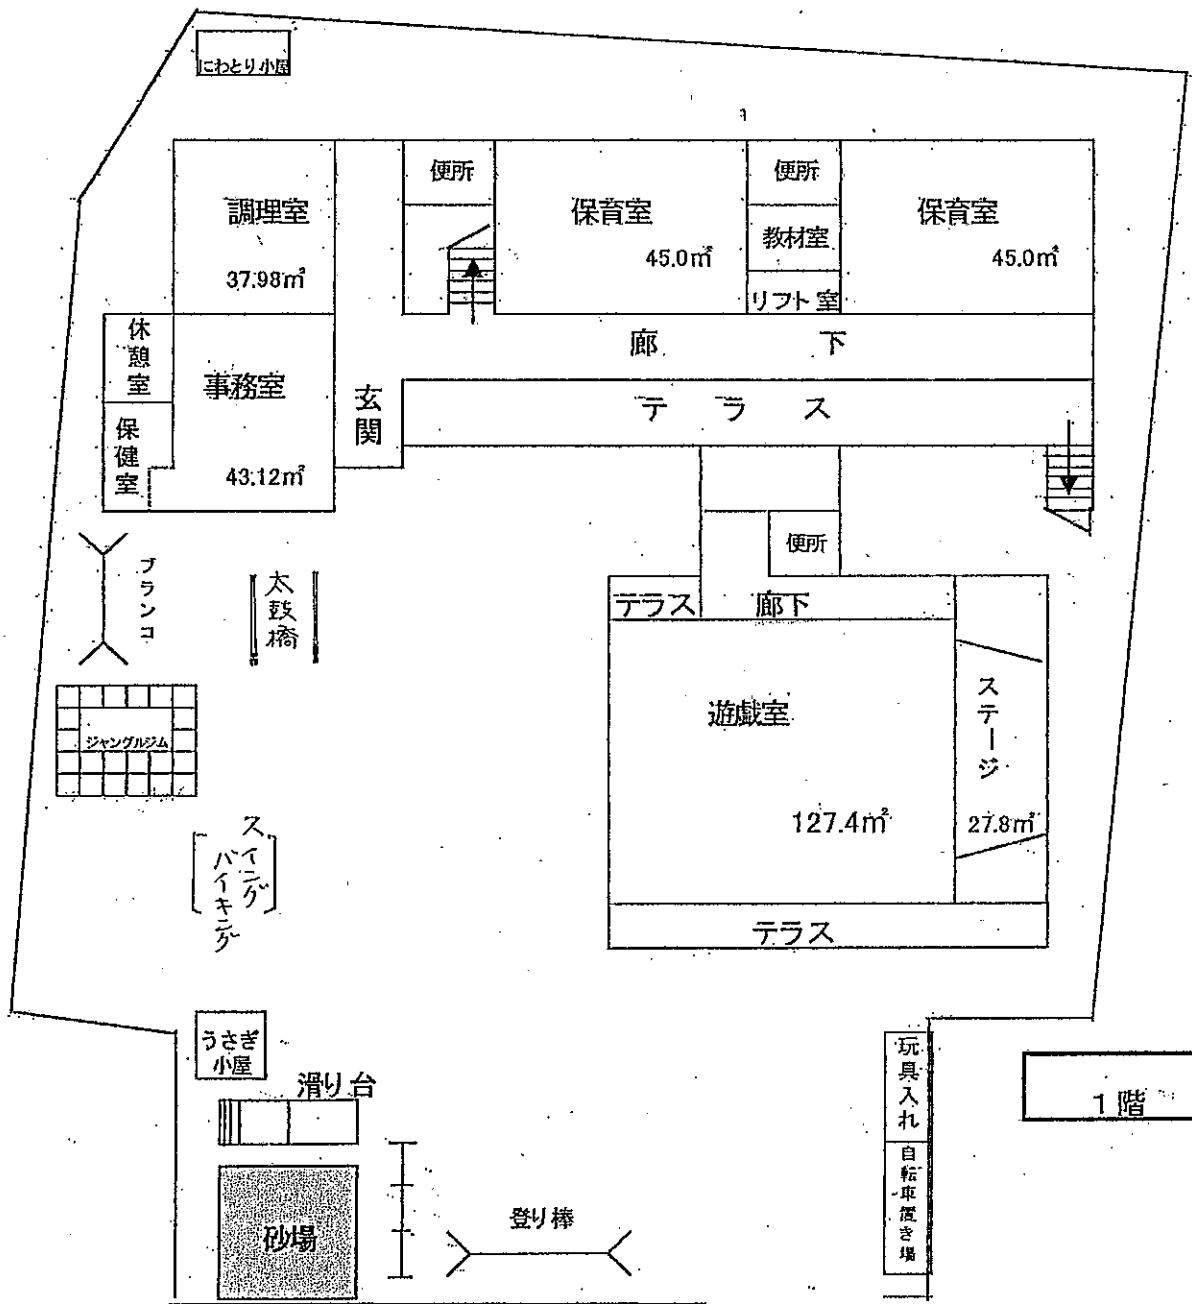 にわとり小屋
便所
便所
調理室
保育室
保育室
教材室
37.98㎡
45.0㎡
45.0㎡
リフト室
休憩室
廊下
事務室
玄関
テラス
保健室
43.12㎡
便所
ブランコ
太鼓橋
テラス
廊下
遊戯室
ステージ
ジャングルジム
127.4㎡
27.8㎡
スイング
バイキング
テラス
うさぎ
小屋
玩具入れ
滑り台
1階
自転車置き場
登り棒
砂場